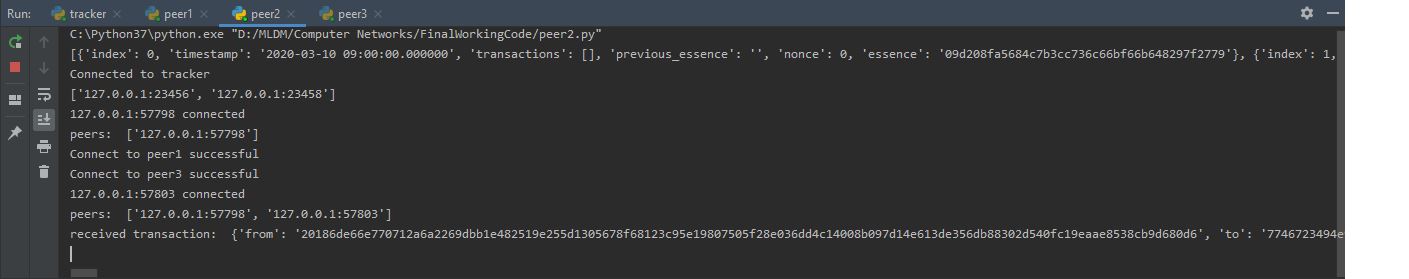 Run: tracker peer1 peer2 peer3
C:\Python37\python.exe "D:/MLDM/Computer Networks/FinalWorkingCode/peer2.py"
[{'index': 0, 'timestamp': '2020-03-10 09:00:00.000000', 'transactions': [], 'previous_essence': '', 'nonce': 0, 'essence': '09d208fa5684c7b3cc736c66bf66b648297f2779'}, {'index': 1,
Connected to tracker
['127.0.0.1:23456', '127.0.0.1:23458']
127.0.0.1:57798 connected
peers:  ['127.0.0.1:57798']
Connect to peer1 successful
Connect to peer3 successful
127.0.0.1:57803 connected
peers:  ['127.0.0.1:57798', '127.0.0.1:57803']
received transaction:  {'from': '20186de66e770712a6a2269dbb1e482519e255d1305678f68123c95e19807505f28e036dd4c14008b097d14e613de356db88302d540fc19eaae8538cb9d680d6', 'to': '7746723494e